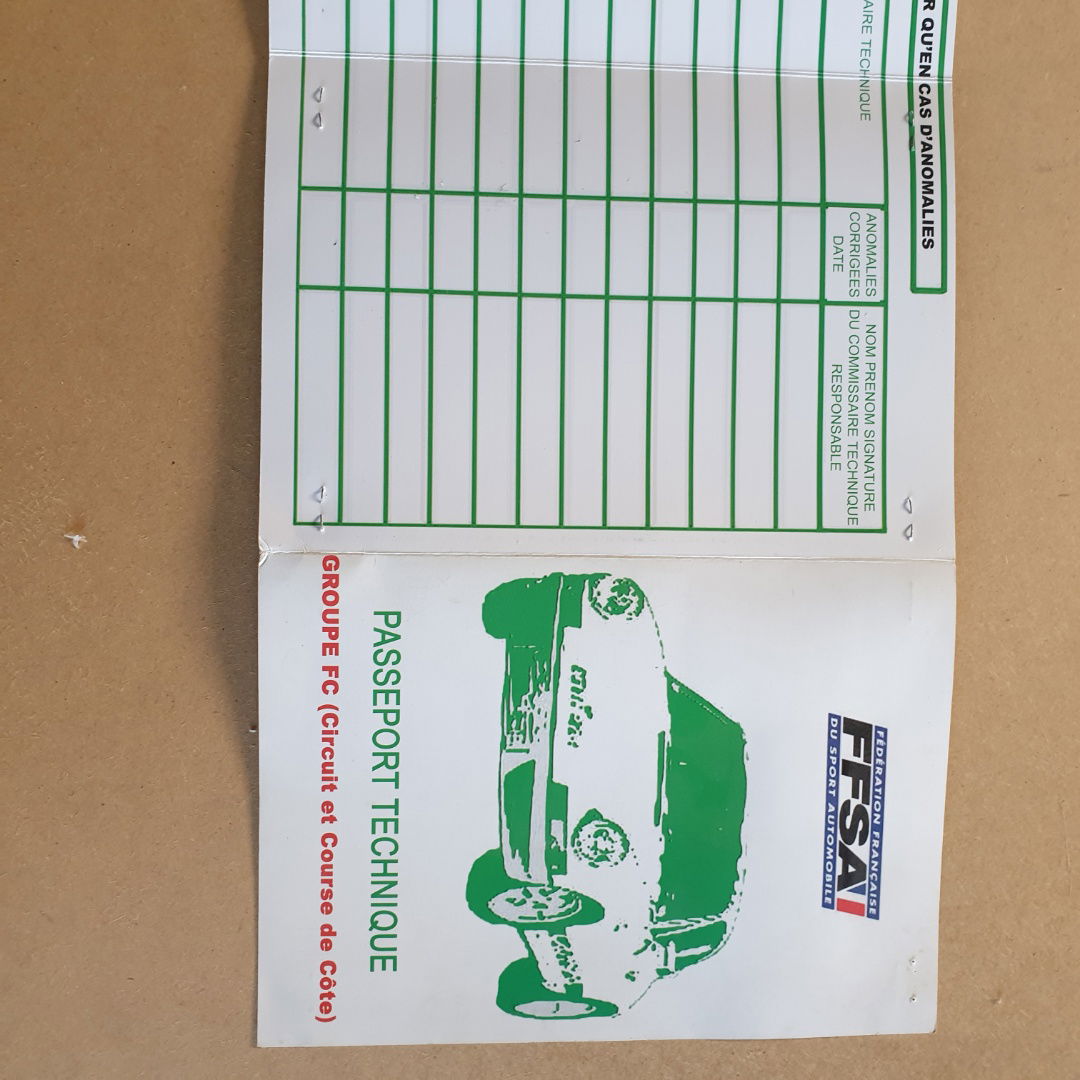 R QU'EN CAS D'ANOMALIES
AIRE TECHNIQUE
ANOMALIES
CORRIGEES
DATE
NOM PRENOM SIGNATURE
DU COMMISSAIRE TECHNIQUE
RESPONSABLE
FÉDÉRATION FRANÇAISE
FFSA
DU SPORT AUTOMOBILE
PASSEPORT TECHNIQUE
GROUPE FC (Circuit et Course de Côte)